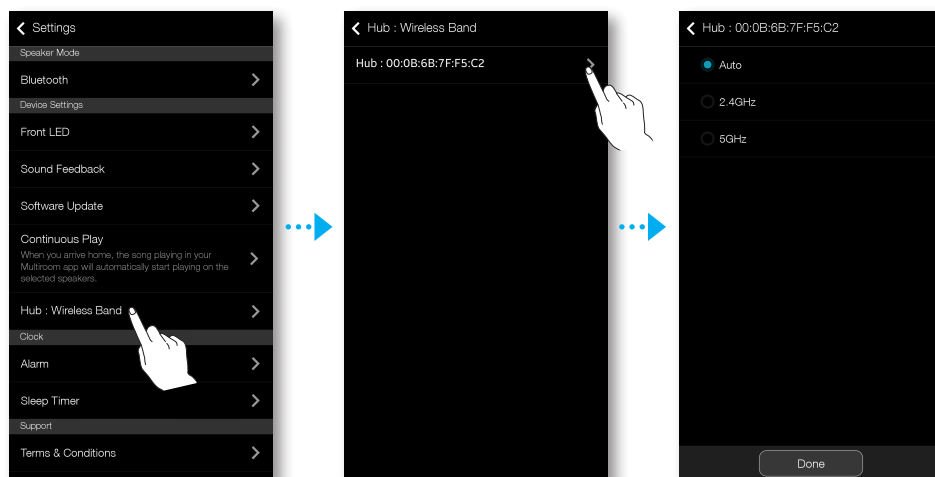 Settings
Speaker Mode
Bluetooth
Device Settings
Front LED
Sound Feedback
Software Update
Continuous Play
When you arrive home, the song playing in your
Multiroom app will automatically start playing on the
selected speakers.
Hub : Wireless Band
Clock
Alarm
Sleep Timer
Support
Terms & Conditions
Hub : Wireless Band
Hub : 00:0B:6B:7F:F5:C2
Hub : 00:0B:6B:7F:F5:C2
Auto
2.4GHz
5GHz
Done